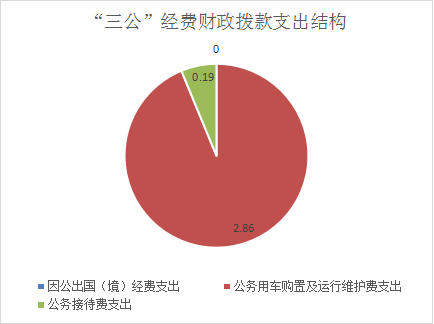 “三公”经费财政拨款支出结构
0
0.19
2.86
因公出国（境）经费支出
公务用车购置及运行维护费支出
公务接待费支出